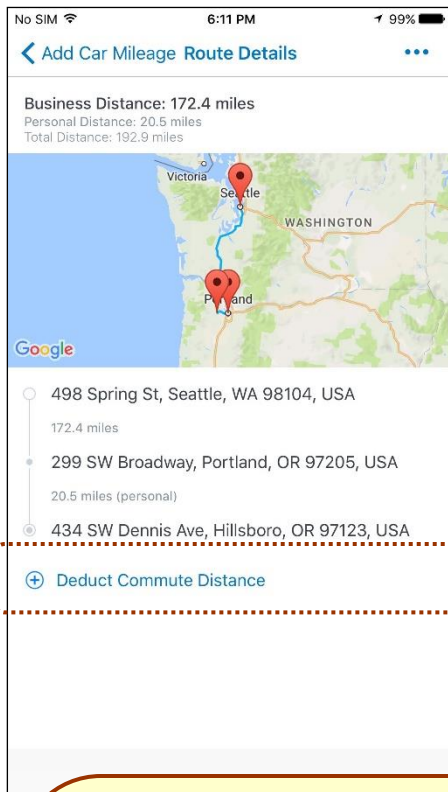 No SIM 6:11 PM 99%
Add Car Mileage Route Details
Business Distance: 172.4 miles
Personal Distance: 20.5 miles
Total Distance: 192.9 miles
Victoria
Seattle
WASHINGTON
Portland
Google
498 Spring St, Seattle, WA 98104, USA
172.4 miles
299 SW Broadway, Portland, OR 97205, USA
20.5 miles (personal)
434 SW Dennis Ave, Hillsboro, OR 97123, USA
Deduct Commute Distance